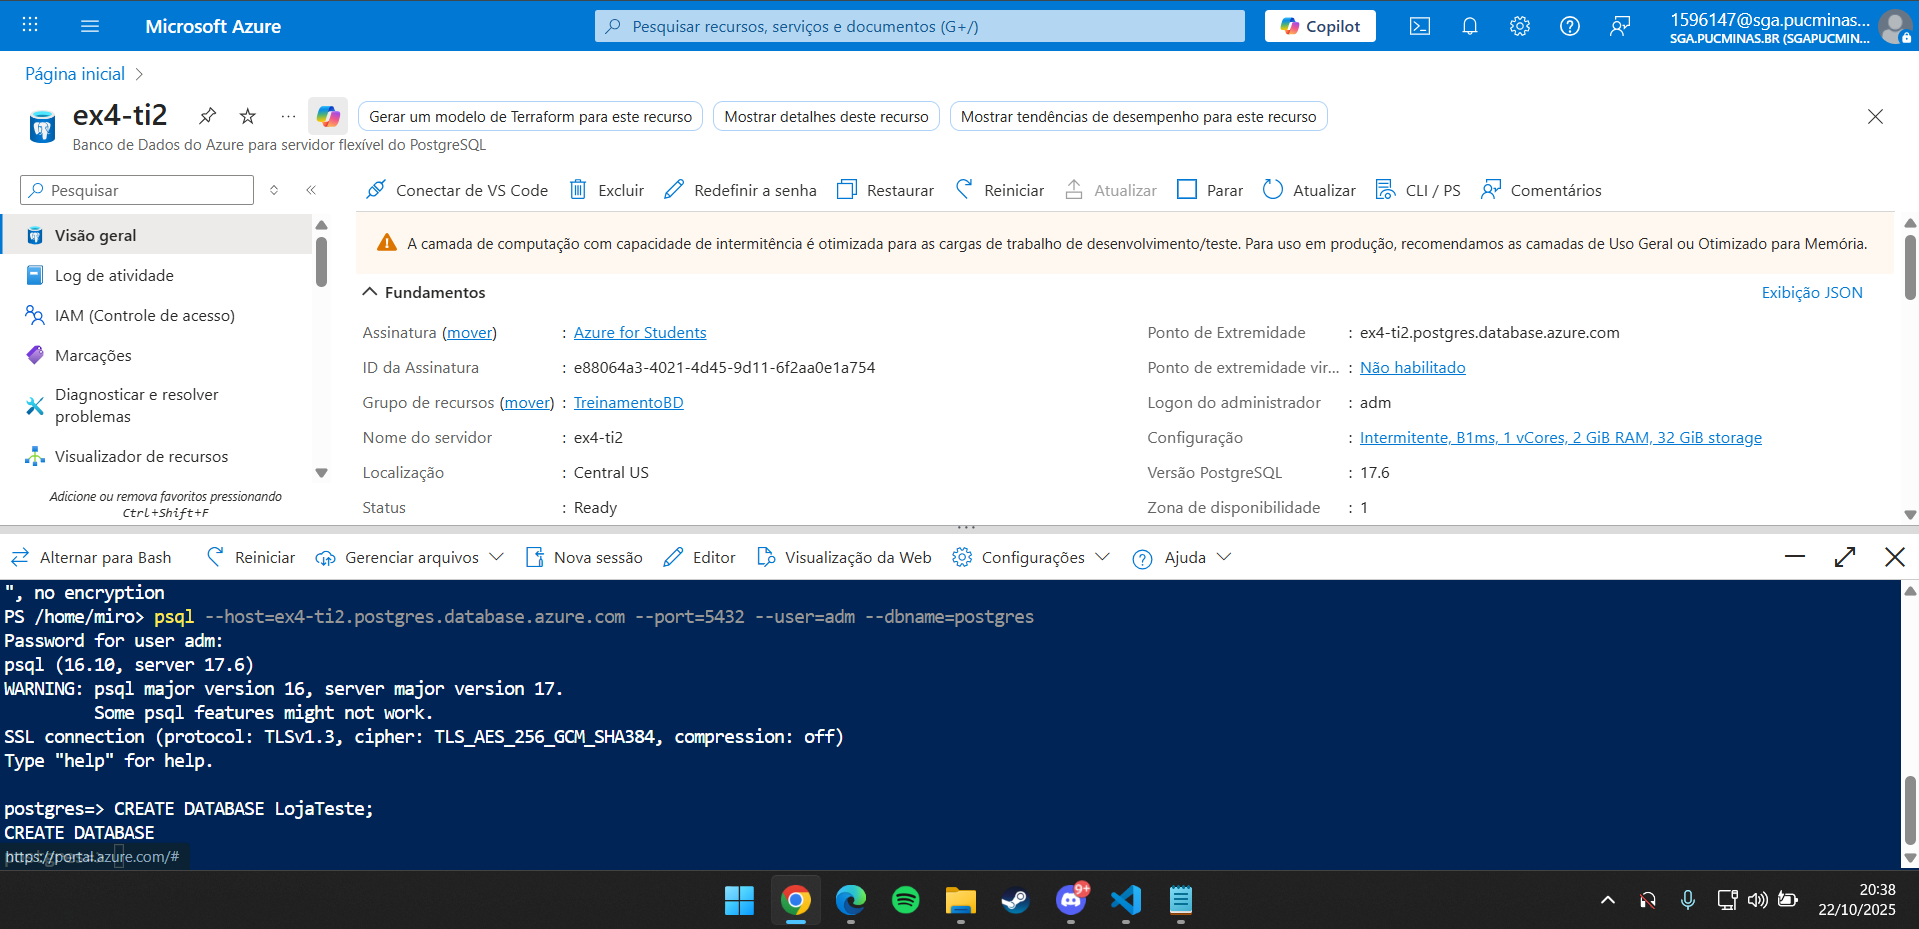 Microsoft Azure
Pesquisar recursos, serviços e documentos (G+/)
Copilot
1596147@sga.pucminas...
SGA.PUCMINAS.BR (SGAPUCMIN...
Página inicial
ex4-ti2
Gerar um modelo de Terraform para este recurso
Mostrar detalhes deste recurso
Mostrar tendências de desempenho para este recurso
Banco de Dados do Azure para servidor flexível do PostgreSQL
Pesquisar
Conectar de VS Code
Excluir
Redefinir a senha
Restaurar
Reiniciar
Atualizar
Parar
Atualizar
CLI / PS
Comentários
Visão geral
Log de atividade
IAM (Controle de acesso)
Marcações
Diagnosticar e resolver
problemas
Visualizador de recursos
Adicione ou remova favoritos pressionando
Ctrl+Shift+F
A camada de computação com capacidade de intermitência é otimizada para as cargas de trabalho de desenvolvimento/teste. Para uso em produção, recomendamos as camadas de Uso Geral ou Otimizado para Memória.
Fundamentos
Exibição JSON
Assinatura (mover) : Azure for Students
ID da Assinatura : e88064a3-4021-4d45-9d11-6f2aa0e1a754
Grupo de recursos (mover) : TreinamentoBD
Nome do servidor : ex4-ti2
Localização : Central US
Status : Ready
Ponto de Extremidade : ex4-ti2.postgres.database.azure.com
Ponto de extremidade vir... : Não habilitado
Logon do administrador : adm
Configuração : Intermitente, B1ms, 1 vCores, 2 GiB RAM, 32 GiB storage
Versão PostgreSQL : 17.6
Zona de disponibilidade : 1
Alternar para Bash
Reiniciar
Gerenciar arquivos
Nova sessão
Editor
Visualização da Web
Configurações
Ajuda
", no encryption
PS /home/miro> psql --host=ex4-ti2.postgres.database.azure.com --port=5432 --user=adm --dbname=postgres
Password for user adm:
psql (16.10, server 17.6)
WARNING: psql major version 16, server major version 17.
Some psql features might not work.
SSL connection (protocol: TLSv1.3, cipher: TLS_AES_256_GCM_SHA384, compression: off)
Type "help" for help.
postgres=> CREATE DATABASE LojaTeste;
CREATE DATABASE
https://portal.azure.com/#
9+
20:38
22/10/2025